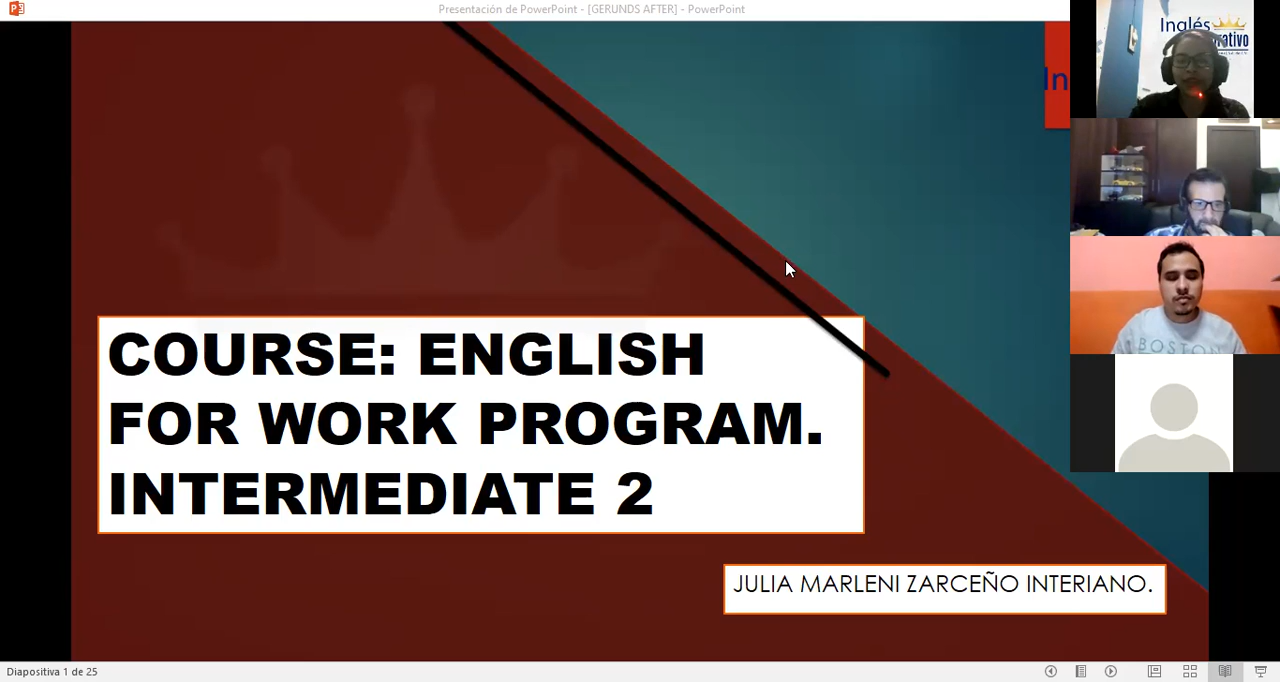 Presentación de PowerPoint - [GERUNDS AFTER] - PowerPoint
Inglés
In
COURSE: ENGLISH
FOR WORK PROGRAM.
INTERMEDIATE 2
BOSTON
JULIA MARLENI ZARCEÑO INTERIANO.
Diapositiva 1 de 25